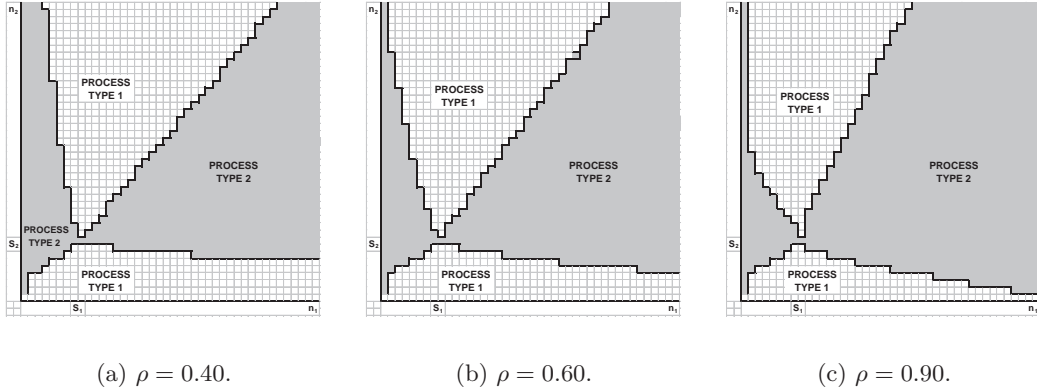 n₂
PROCESS
TYPE 1
PROCESS
TYPE 2
PROCESS
TYPE 2
S₂
PROCESS
TYPE 1
S₁
n₁
n₂
PROCESS
TYPE 1
PROCESS
TYPE 2
S₂
PROCESS
TYPE 1
S₁
n₁
n₂
PROCESS
TYPE 1
PROCESS
TYPE 2
S₂
PROCESS
TYPE 1
S₁
n₁
(a) ρ = 0.40.
(b) ρ = 0.60.
(c) ρ = 0.90.